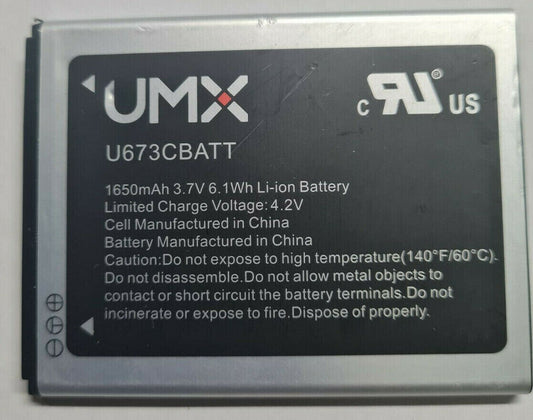 UMX
c RU US
U673CBATT
1650mAh 3.7V 6.1Wh Li-ion Battery
Limited Charge Voltage: 4.2V
Cell Manufactured in China
Battery Manufactured in China
Caution:Do not expose to high temperature(140°F/60°C).
Do not disassemble.Do not allow metal objects to
contact or short circuit the battery terminals.Do not
incinerate or expose to fire.Dispose of properly.